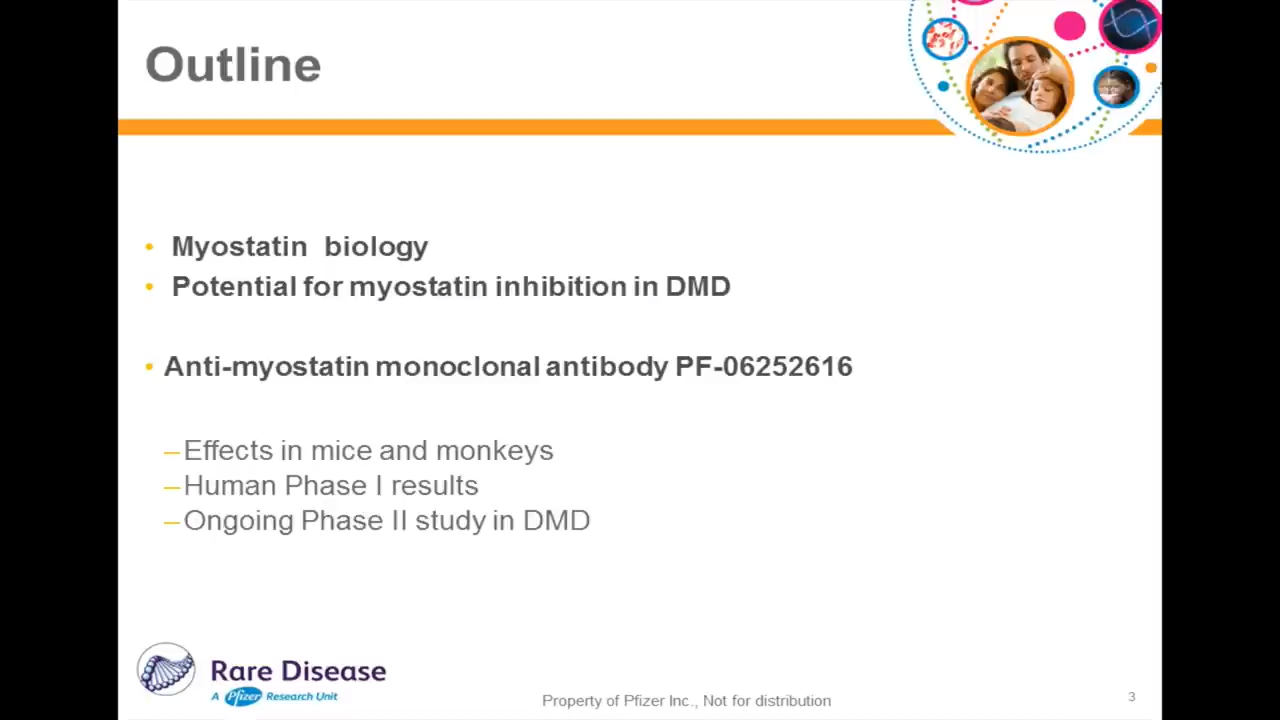 Outline
• Myostatin biology
• Potential for myostatin inhibition in DMD
• Anti-myostatin monoclonal antibody PF-06252616
–Effects in mice and monkeys
–Human Phase I results
–Ongoing Phase II study in DMD
Rare Disease
A Pfizer Research Unit
Property of Pfizer Inc., Not for distribution
3